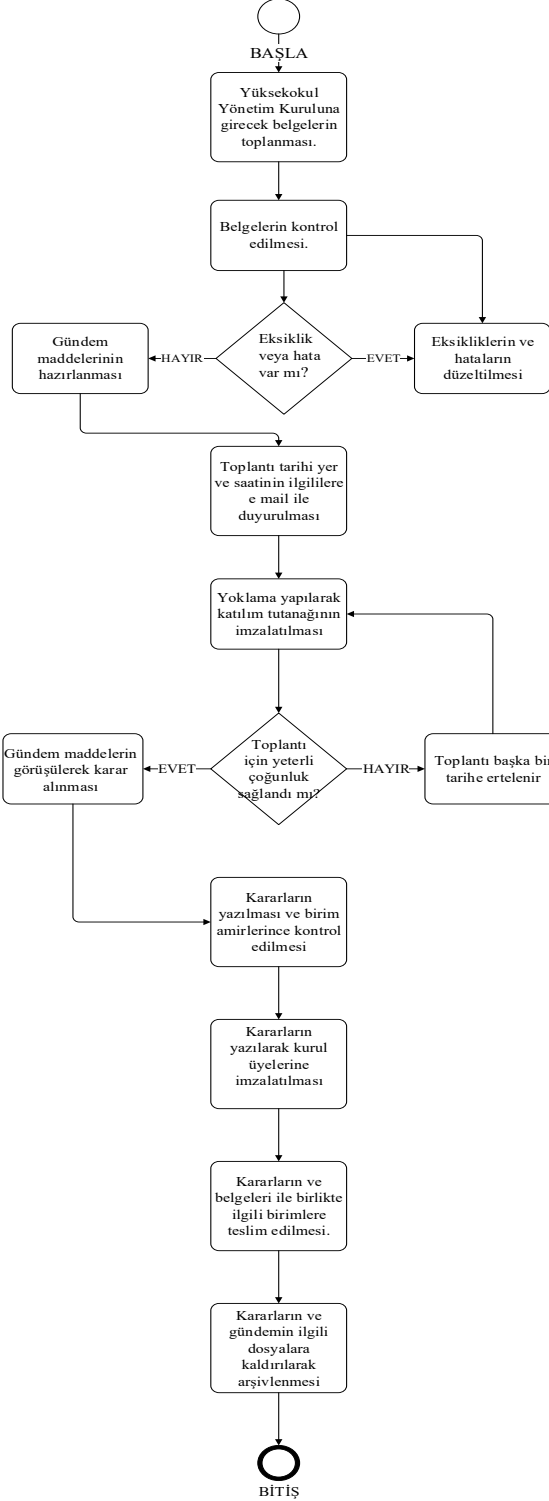 BAŞLA
Yüksekokul
Yönetim Kuruluna
girecek belgelerin
toplanması.
Belgelerin kontrol
edilmesi.
Gündem
maddelerinin
hazırlanması
HAYIR
Eksiklik
veya hata
var mı?
EVET
Eksikliklerin ve
hataların
düzeltilmesi
Toplantı tarihi yer
ve saatinin ilgililere
e mail ile
duyurulması
Yoklama yapılarak
katılım tutanağının
imzalatılması
Gündem maddelerin
görüşülerek karar
alınması
EVET
Toplantı
için yeterli
çoğunluk
sağlandı mı?
HAYIR
Toplantı başka bir
tarihe ertelenir
Kararların
yazılması ve birim
amirlerince kontrol
edilmesi
Kararların
yazılarak kurul
üyelerine
imzalatılması
Kararların ve
belgeleri ile birlikte
ilgili birimlere
teslim edilmesi.
Kararların ve
gündemin ilgili
dosyalara
kaldırılarak
arşivlenmesi
BİTİŞ